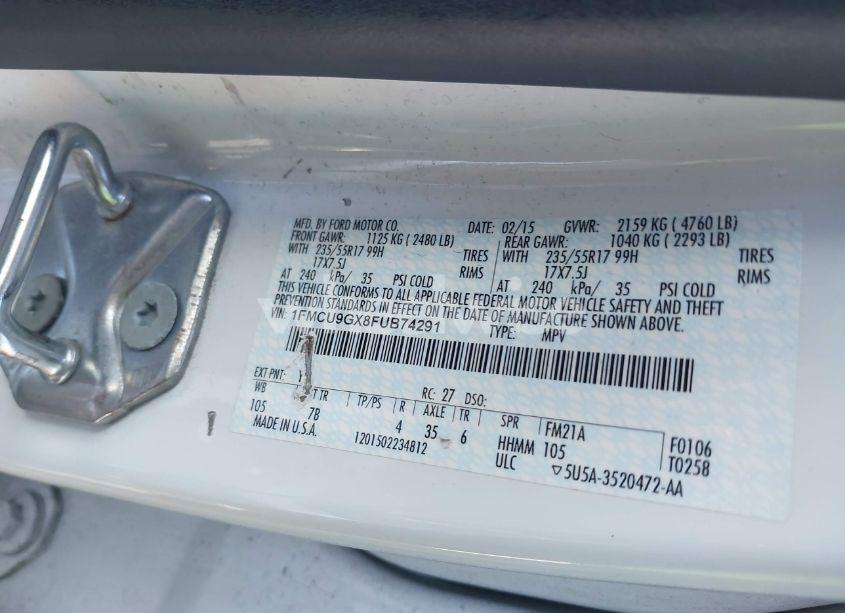 MFD. BY FORD MOTOR CO. DATE: 02/15 GVWR: 2159 KG ( 4760 LB)
FRONT GAWR: 1125 KG ( 2480 LB) REAR GAWR: 1040 KG ( 2293 LB)
WITH 235/55R17 99H TIRES WITH 235/55R17 99H TIRES
17X7.5J RIMS 17X7.5J RIMS
AT 240 kPa/ 35 PSI COLD AT 240 kPa/ 35 PSI COLD
THIS VEHICLE CONFORMS TO ALL APPLICABLE FEDERAL MOTOR VEHICLE SAFETY AND THEFT
PREVENTION STANDARDS IN EFFECT ON THE DATE OF MANUFACTURE SHOWN ABOVE.
VIN: 1FMCU9GX8FUB74291
TYPE: MPV
EXT PNT: RC: 27 DSO:
WB TR TP/PS R AXLE TR SPR FM21A F0106
105 7B 4 35 6 HHMM 105 T0258
MADE IN U.S.A. 1201502234812 ULC 5U5A-3520472-AA